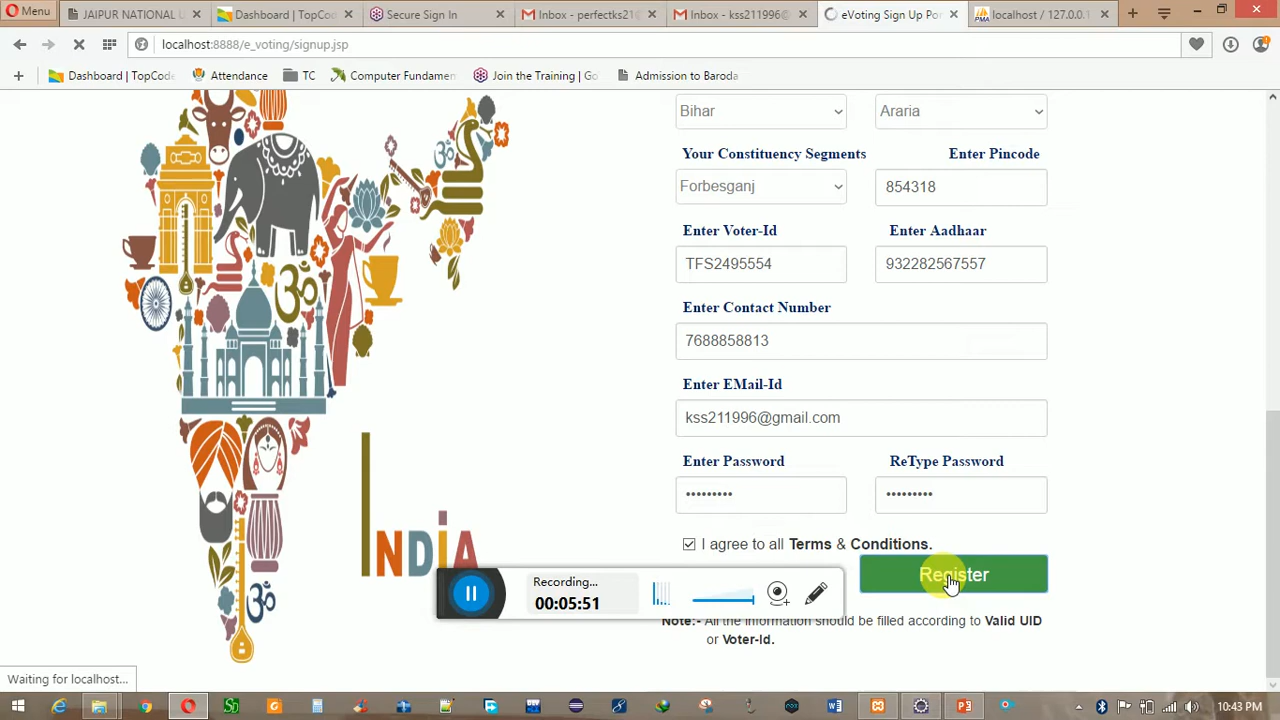 Menu
JAIPUR NATIONAL U
Dashboard | TopCod
Secure Sign In
Inbox - perfectks21@
Inbox - kss211996@
eVoting Sign Up Por
localhost / 127.0.0.1
localhost:8888/e_voting/signup.jsp
Dashboard | TopCode
Attendance
TC
Computer Fundamen
Join the Training | Go
Admission to Baroda
Bihar
Araria
Your Constituency Segments
Enter Pincode
Forbesganj
854318
Enter Voter-Id
Enter Aadhaar
TFS2495554
932282567557
Enter Contact Number
7688858813
Enter EMail-Id
kss211996@gmail.com
Enter Password
ReType Password
I agree to all Terms & Conditions.
Register
Recording...
00:05:51
Note:- All the information should be filled according to Valid UID
or Voter-Id.
INDIA
Waiting for localhost...
10:43 PM